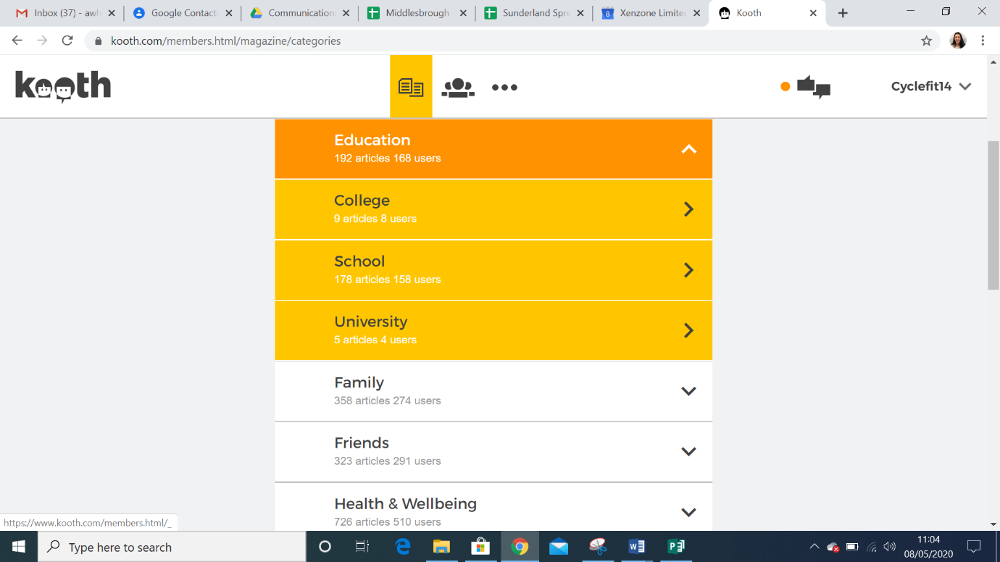 Inbox (37) - awh
Google Contacts
Communication
Middlesbrough
Sunderland Spre
Xenzone Limited
Kooth
kooth.com/members.html/magazine/categories
kooth
Cyclefit14
Education
192 articles 168 users
College
9 articles 8 users
School
178 articles 158 users
University
5 articles 4 users
Family
358 articles 274 users
Friends
323 articles 291 users
Health & Wellbeing
726 articles 510 users
https://www.kooth.com/members.html/_
Type here to search
11:04
08/05/2020